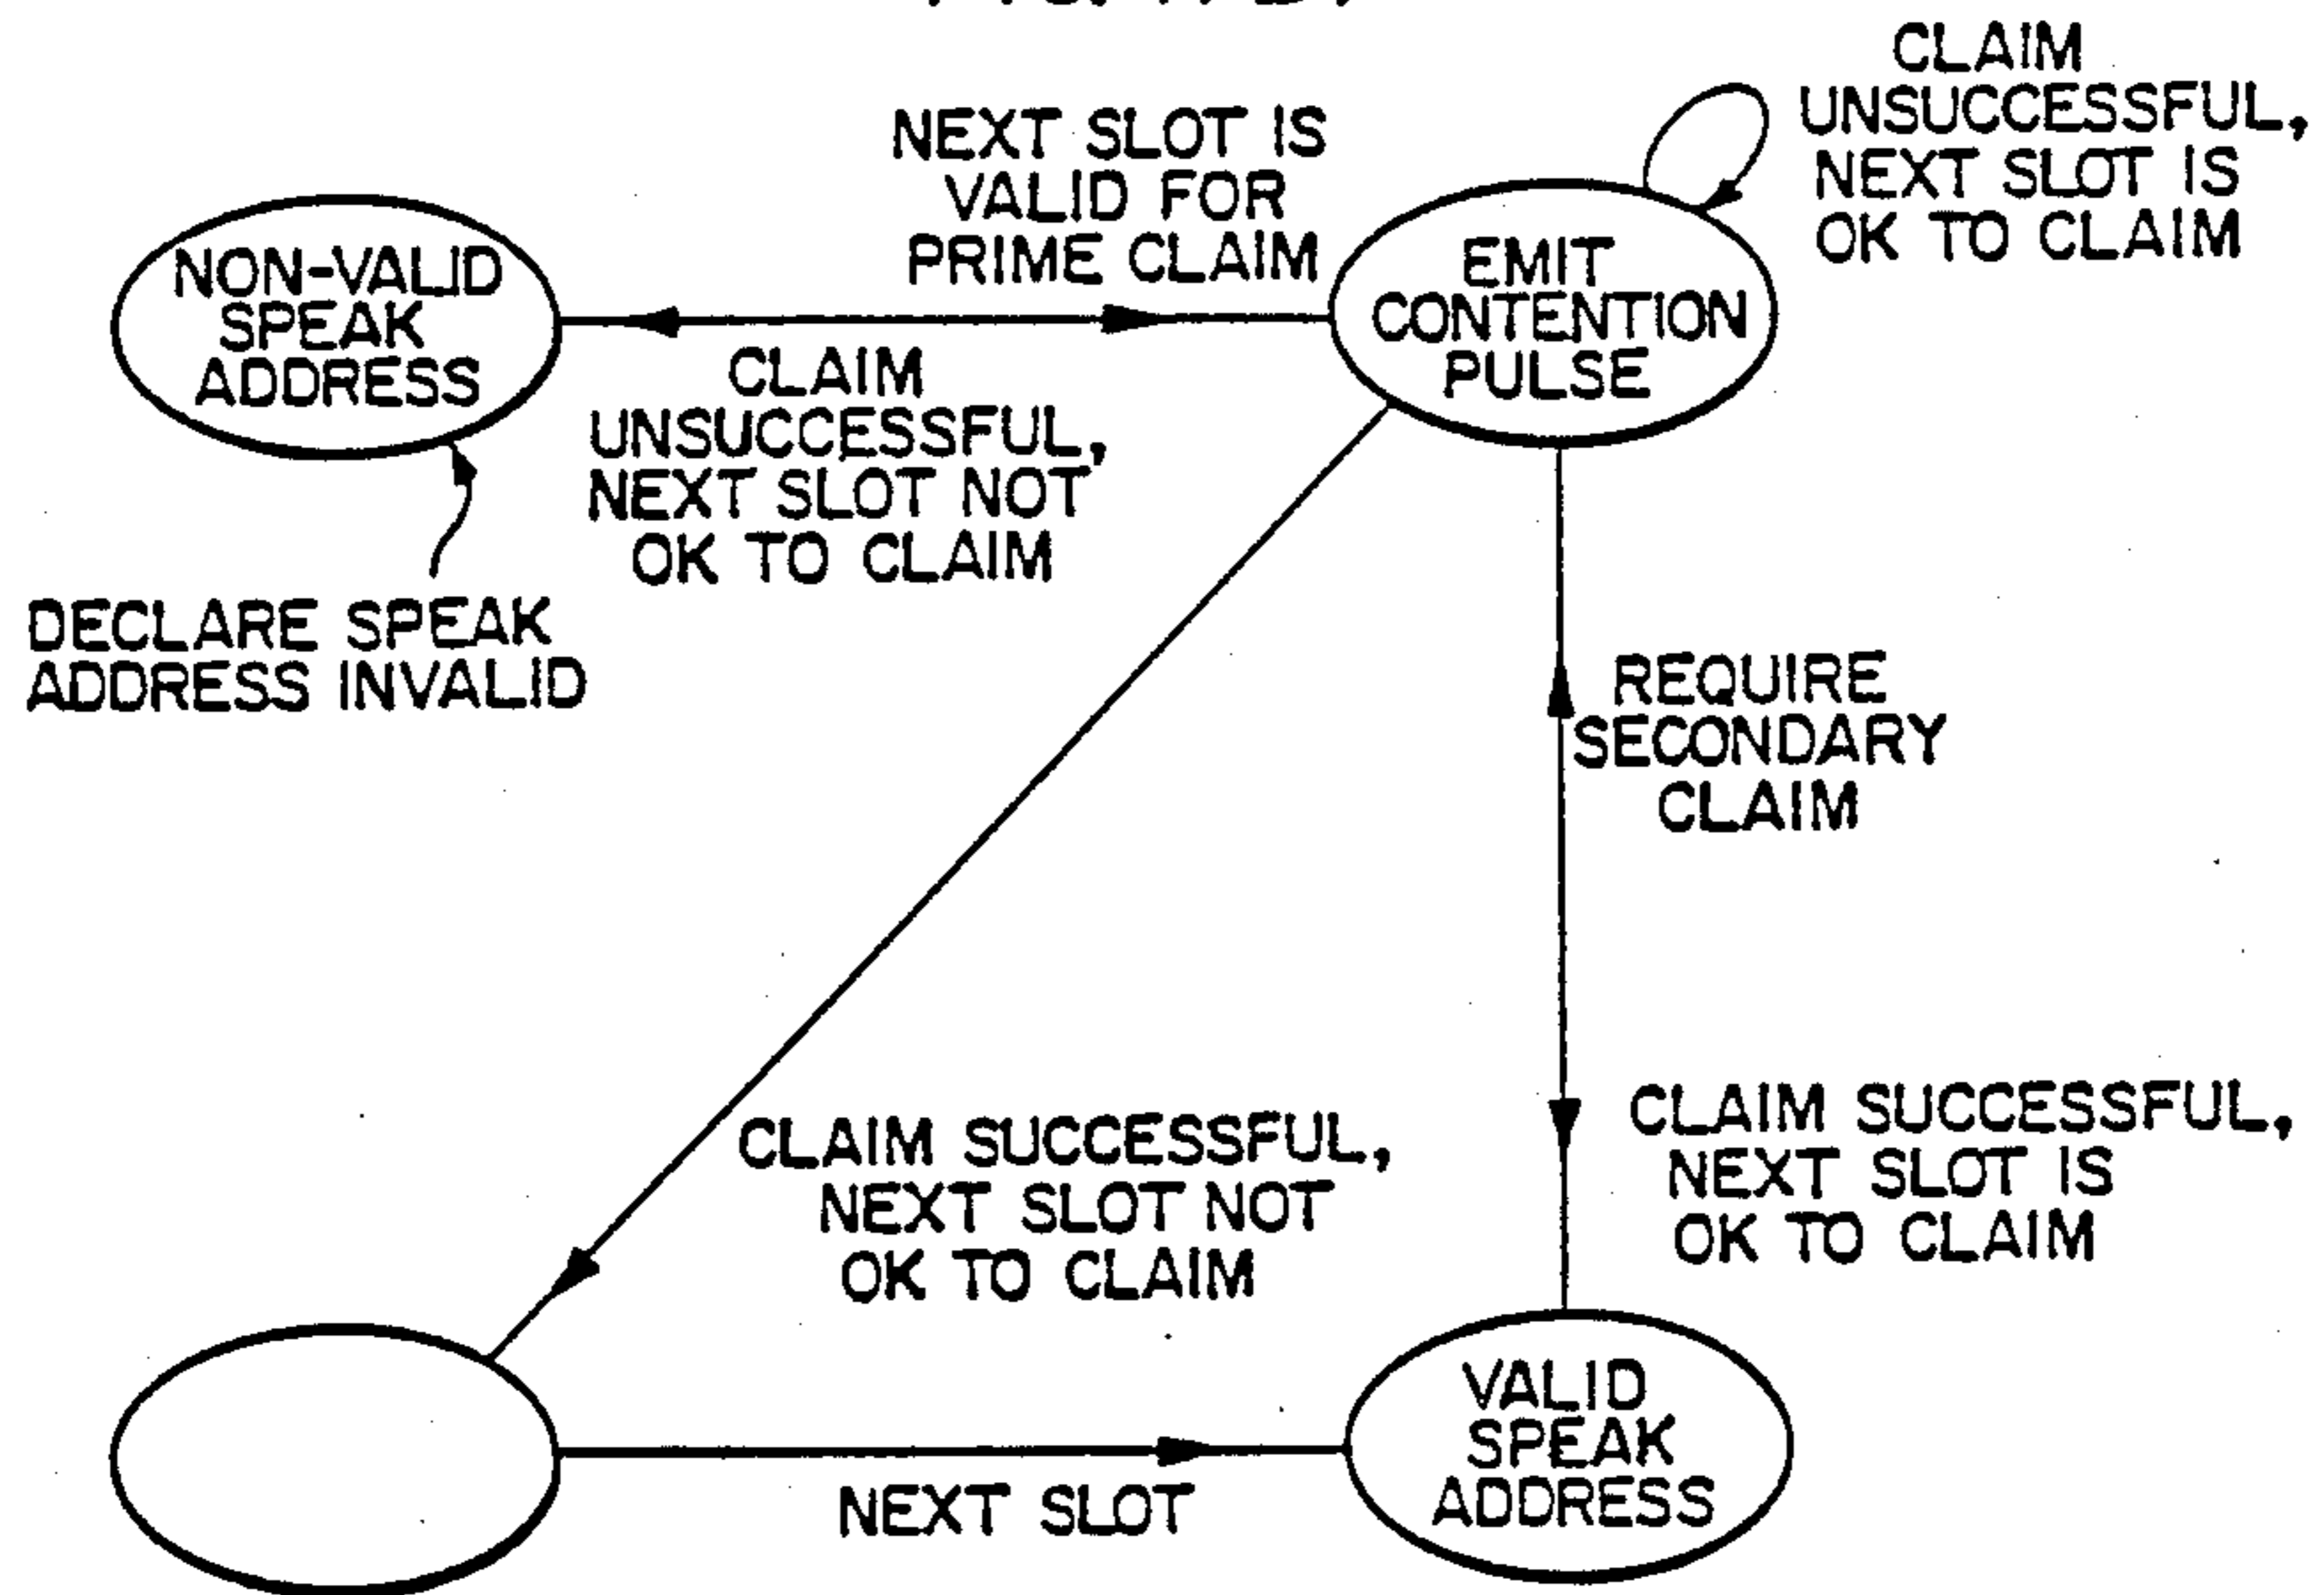 CLAIM
UNSUCCESSFUL,
NEXT SLOT IS
OK TO CLAIM
NEXT SLOT IS
VALID FOR
PRIME CLAIM
NON-VALID
SPEAK
ADDRESS
EMIT
CONTENTION
PULSE
CLAIM
UNSUCCESSFUL,
NEXT SLOT NOT
OK TO CLAIM
DECLARE SPEAK
ADDRESS INVALID
REQUIRE
SECONDARY
CLAIM
CLAIM SUCCESSFUL,
NEXT SLOT NOT
OK TO CLAIM
CLAIM SUCCESSFUL,
NEXT SLOT IS
OK TO CLAIM
VALID
SPEAK
ADDRESS
NEXT SLOT